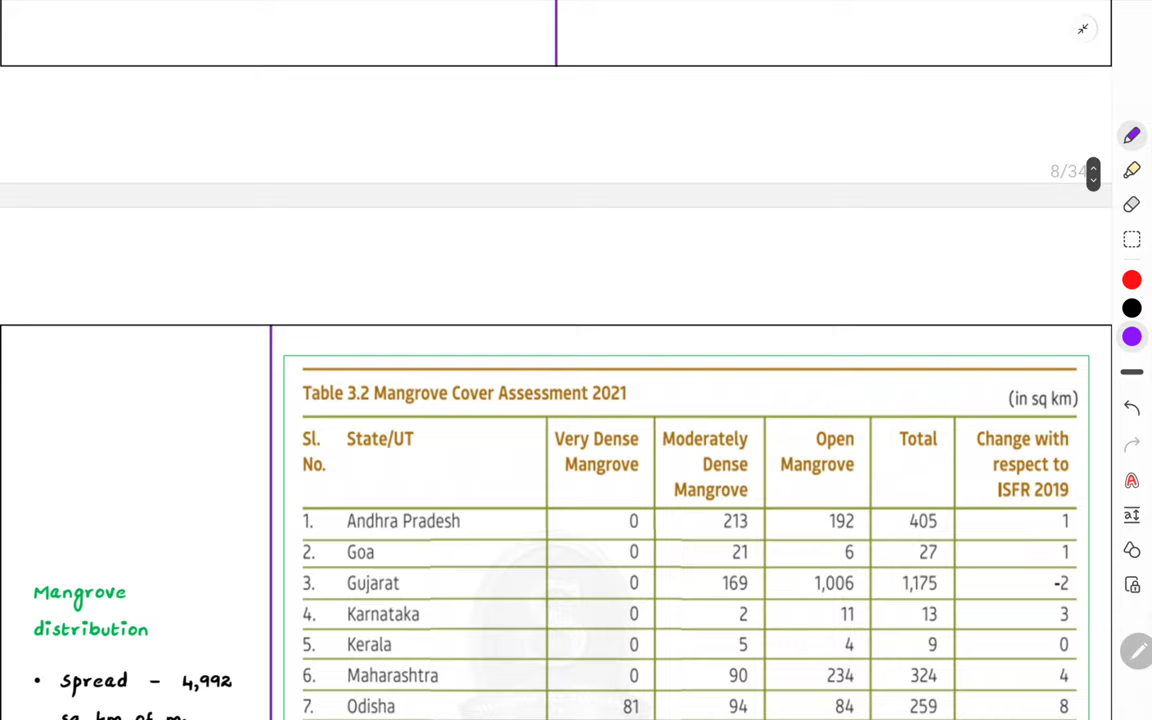 8/34
Table 3.2 Mangrove Cover Assessment 2021
(in sq km)
Sl. No. State/UT Very Dense Mangrove Moderately Dense Mangrove Open Mangrove Total Change with respect to ISFR 2019
1. Andhra Pradesh 0 213 192 405 1
2. Goa 0 21 6 27 1
3. Gujarat 0 169 1,006 1,175 -2
4. Karnataka 0 2 11 13 3
5. Kerala 0 5 4 9 0
6. Maharashtra 0 90 234 324 4
7. Odisha 81 94 84 259 8
Mangrove
distribution
• spread - 4,992
sq km of